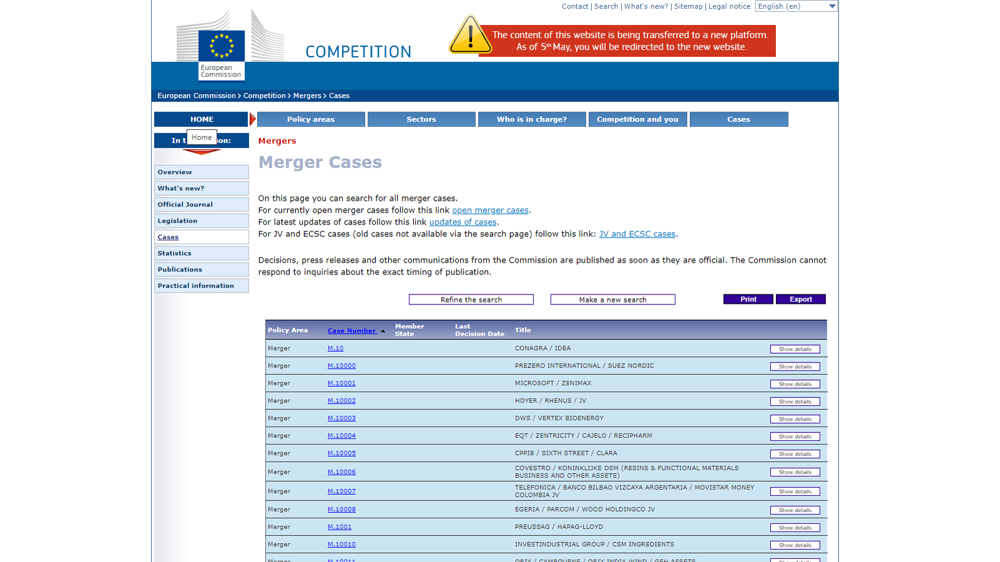 Contact | Search | What's new? | Sitemap | Legal notice English (en)
The content of this website is being transferred to a new platform.
As of 5th May, you will be redirected to the new website.
COMPETITION
European
Commission
European Commission > Competition > Mergers > Cases
HOME Policy areas Sectors Who is in charge? Competition and you Cases
Home
In t ion:
Overview
What's new?
Official Journal
Legislation
Cases
Statistics
Publications
Practical information
Mergers
Merger Cases
On this page you can search for all merger cases.
For currently open merger cases follow this link open merger cases.
For latest updates of cases follow this link updates of cases.
For JV and ECSC cases (old cases not available via the search page) follow this link: JV and ECSC cases.
Decisions, press releases and other communications from the Commission are published as soon as they are official. The Commission cannot
respond to inquiries about the exact timing of publication.
Refine the search Make a new search Print Export
Policy Area Case Number Member State Last Decision Date Title
Merger M.10 CONAGRA / IDEA Show details
Merger M.10000 PREZERO INTERNATIONAL / SUEZ NORDIC Show details
Merger M.10001 MICROSOFT / ZENIMAX Show details
Merger M.10002 HOYER / RHENUS / JV Show details
Merger M.10003 DWS / VERTEX BIOENERGY Show details
Merger M.10004 EQT / ZENTRICITY / CAJELO / RECIPHARM Show details
Merger M.10005 CPPIB / SIXTH STREET / CLARA Show details
Merger M.10006 COVESTRO / KONINKLIJKE DSM (RESINS & FUNCTIONAL MATERIALS
BUSINESS AND OTHER ASSETS) Show details
Merger M.10007 TELEFONICA / BANCO BILBAO VIZCAYA ARGENTARIA / MOVISTAR MONEY
COLOMBIA JV Show details
Merger M.10008 EGERIA / PARCOM / WOOD HOLDINGCO JV Show details
Merger M.1001 PREUSSAG / HAPAG-LLOYD Show details
Merger M.10010 INVESTINDUSTRIAL GROUP / CSM INGREDIENTS Show details
Merger M.10011 ORIX / CAMBOURNE / ORIX INDIA WIND / GEH ASSETS